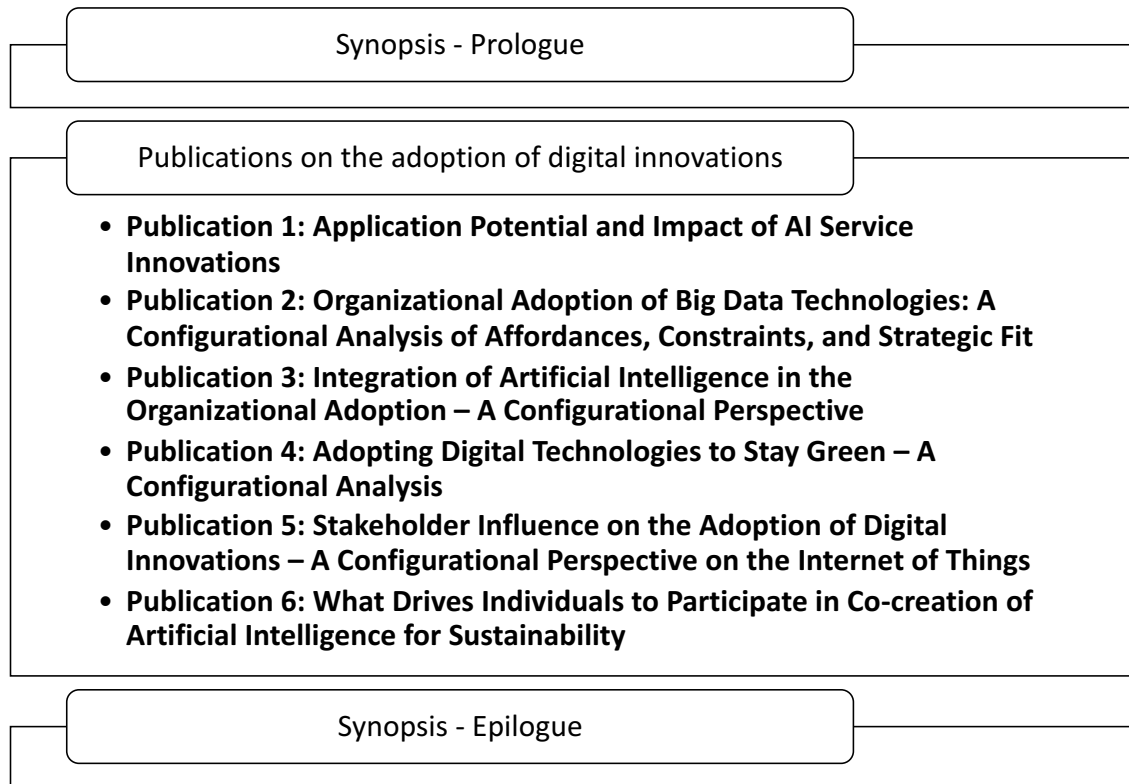 Synopsis - Prologue
Publications on the adoption of digital innovations
• Publication 1: Application Potential and Impact of AI Service
Innovations
• Publication 2: Organizational Adoption of Big Data Technologies: A
Configurational Analysis of Affordances, Constraints, and Strategic Fit
• Publication 3: Integration of Artificial Intelligence in the
Organizational Adoption – A Configurational Perspective
• Publication 4: Adopting Digital Technologies to Stay Green – A
Configurational Analysis
• Publication 5: Stakeholder Influence on the Adoption of Digital
Innovations – A Configurational Perspective on the Internet of Things
• Publication 6: What Drives Individuals to Participate in Co-creation of
Artificial Intelligence for Sustainability
Synopsis - Epilogue